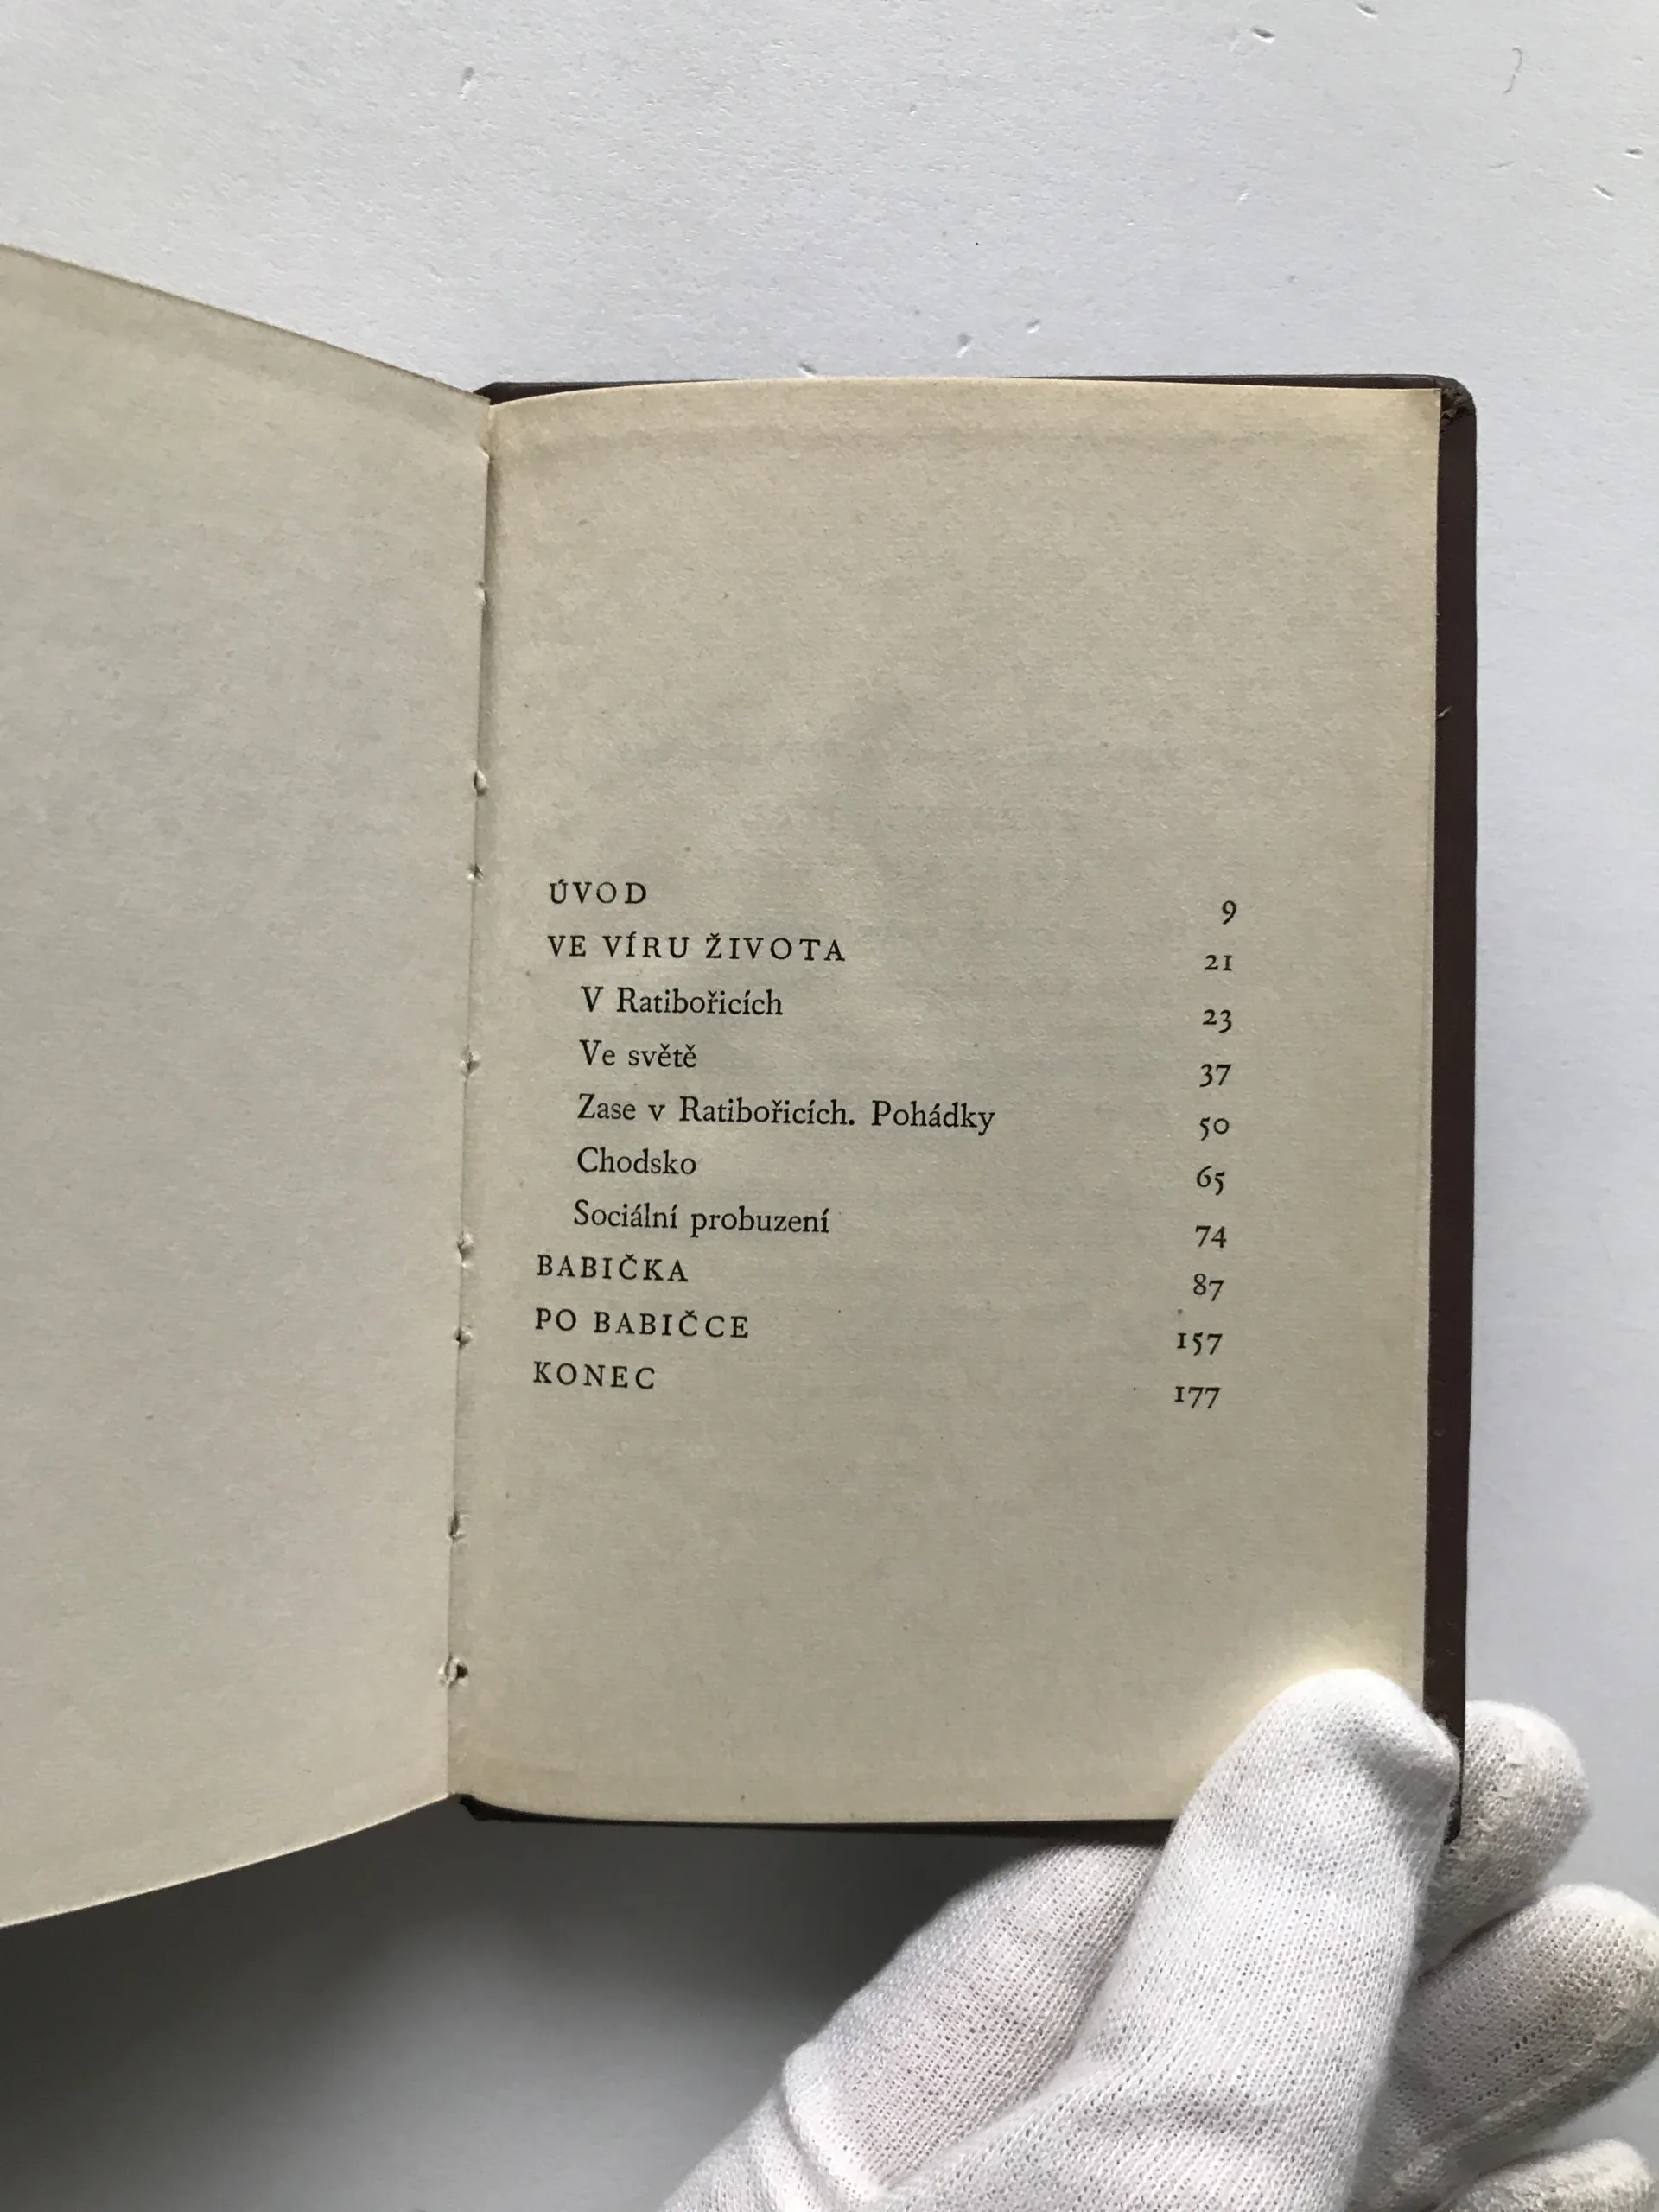 ÚVOD 9
VE VÍRU ŽIVOTA 21
V Ratibořicích 23
Ve světě 37
Zase v Ratibořicích. Pohádky 50
Chodsko 65
Sociální probuzení 74
BABIČKA 87
PO BABIČCE 157
KONEC 177